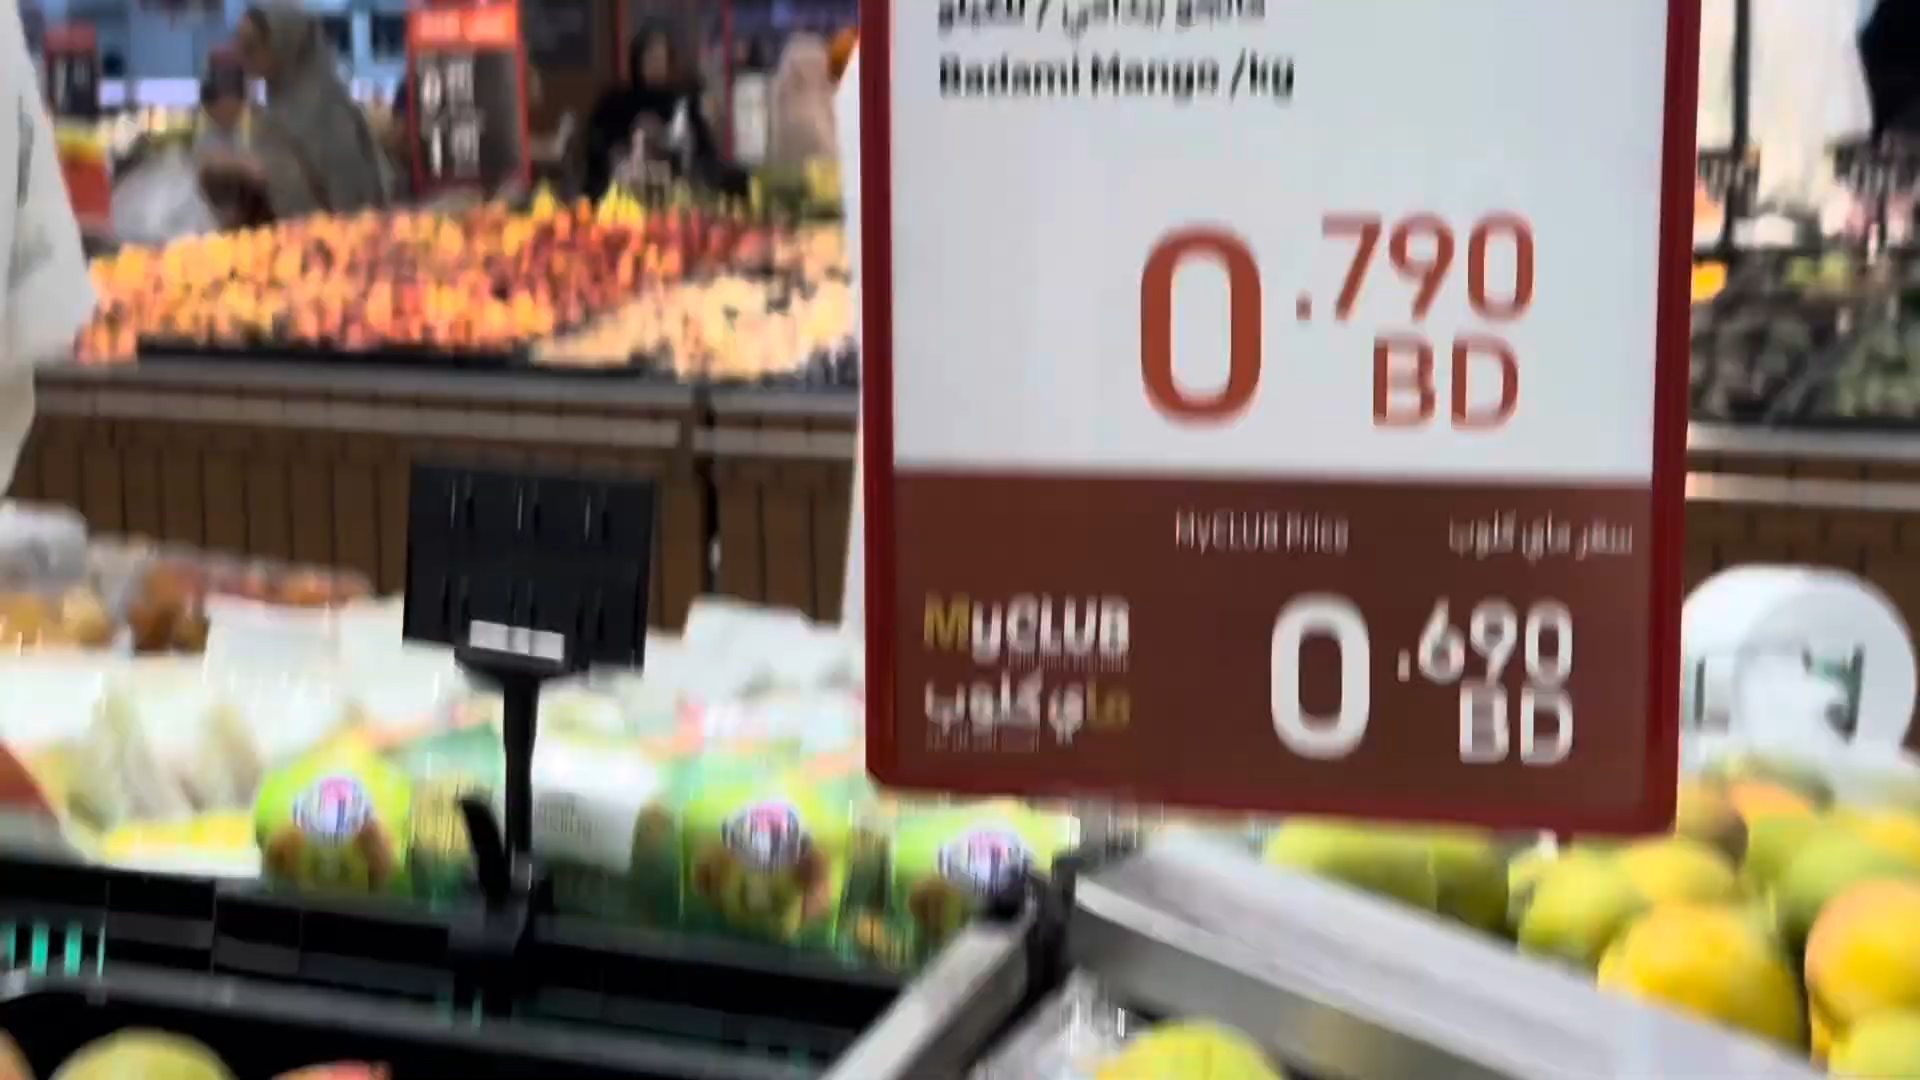 Badami Mango /kg
0.790
BD
MyCLUB Price سعر ماي كلوب
MyCLUB
ماي كلوب
0.690
BD